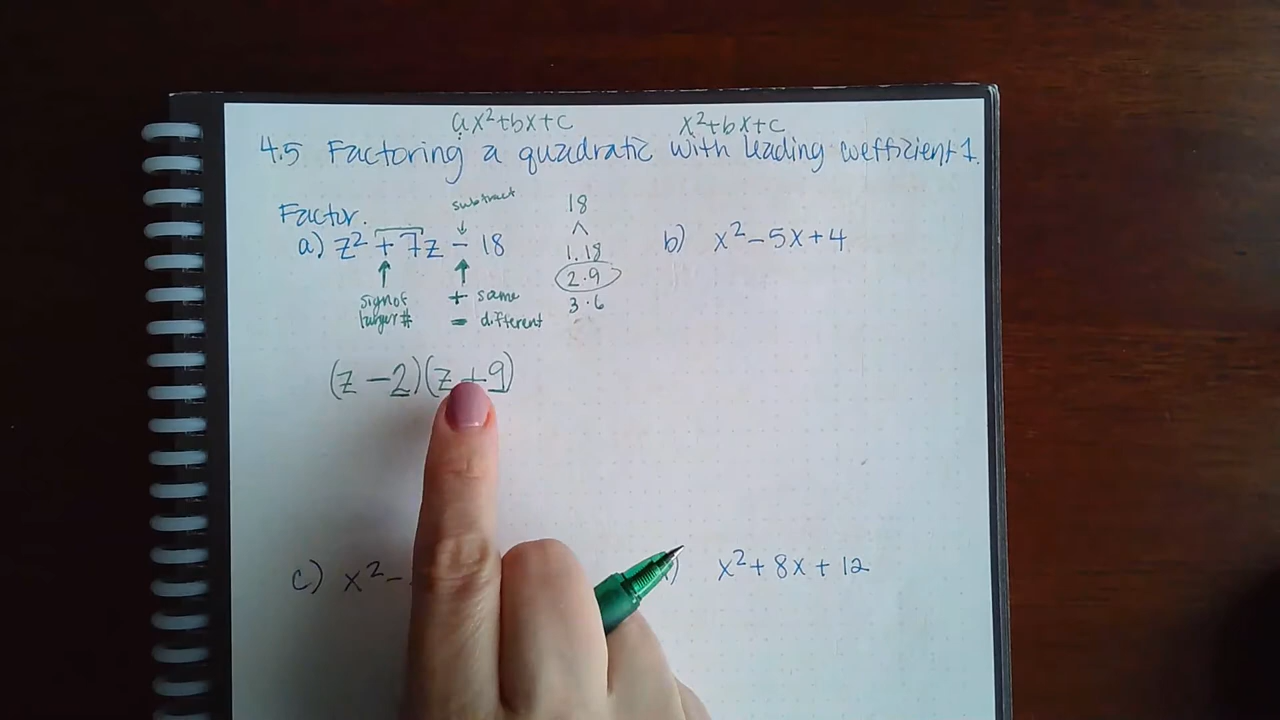 ax²+bx+c x²+bx+c
4.5 Factoring a quadratic with leading coefficient 1.
Factor.
subtract
a) z² + 7z - 18
sign of larger #
+ same
- different
18
1.18
2.9
3.6
(z - 2)(z + 9)
b) x² - 5x + 4
c) x² -
x² + 8x + 12